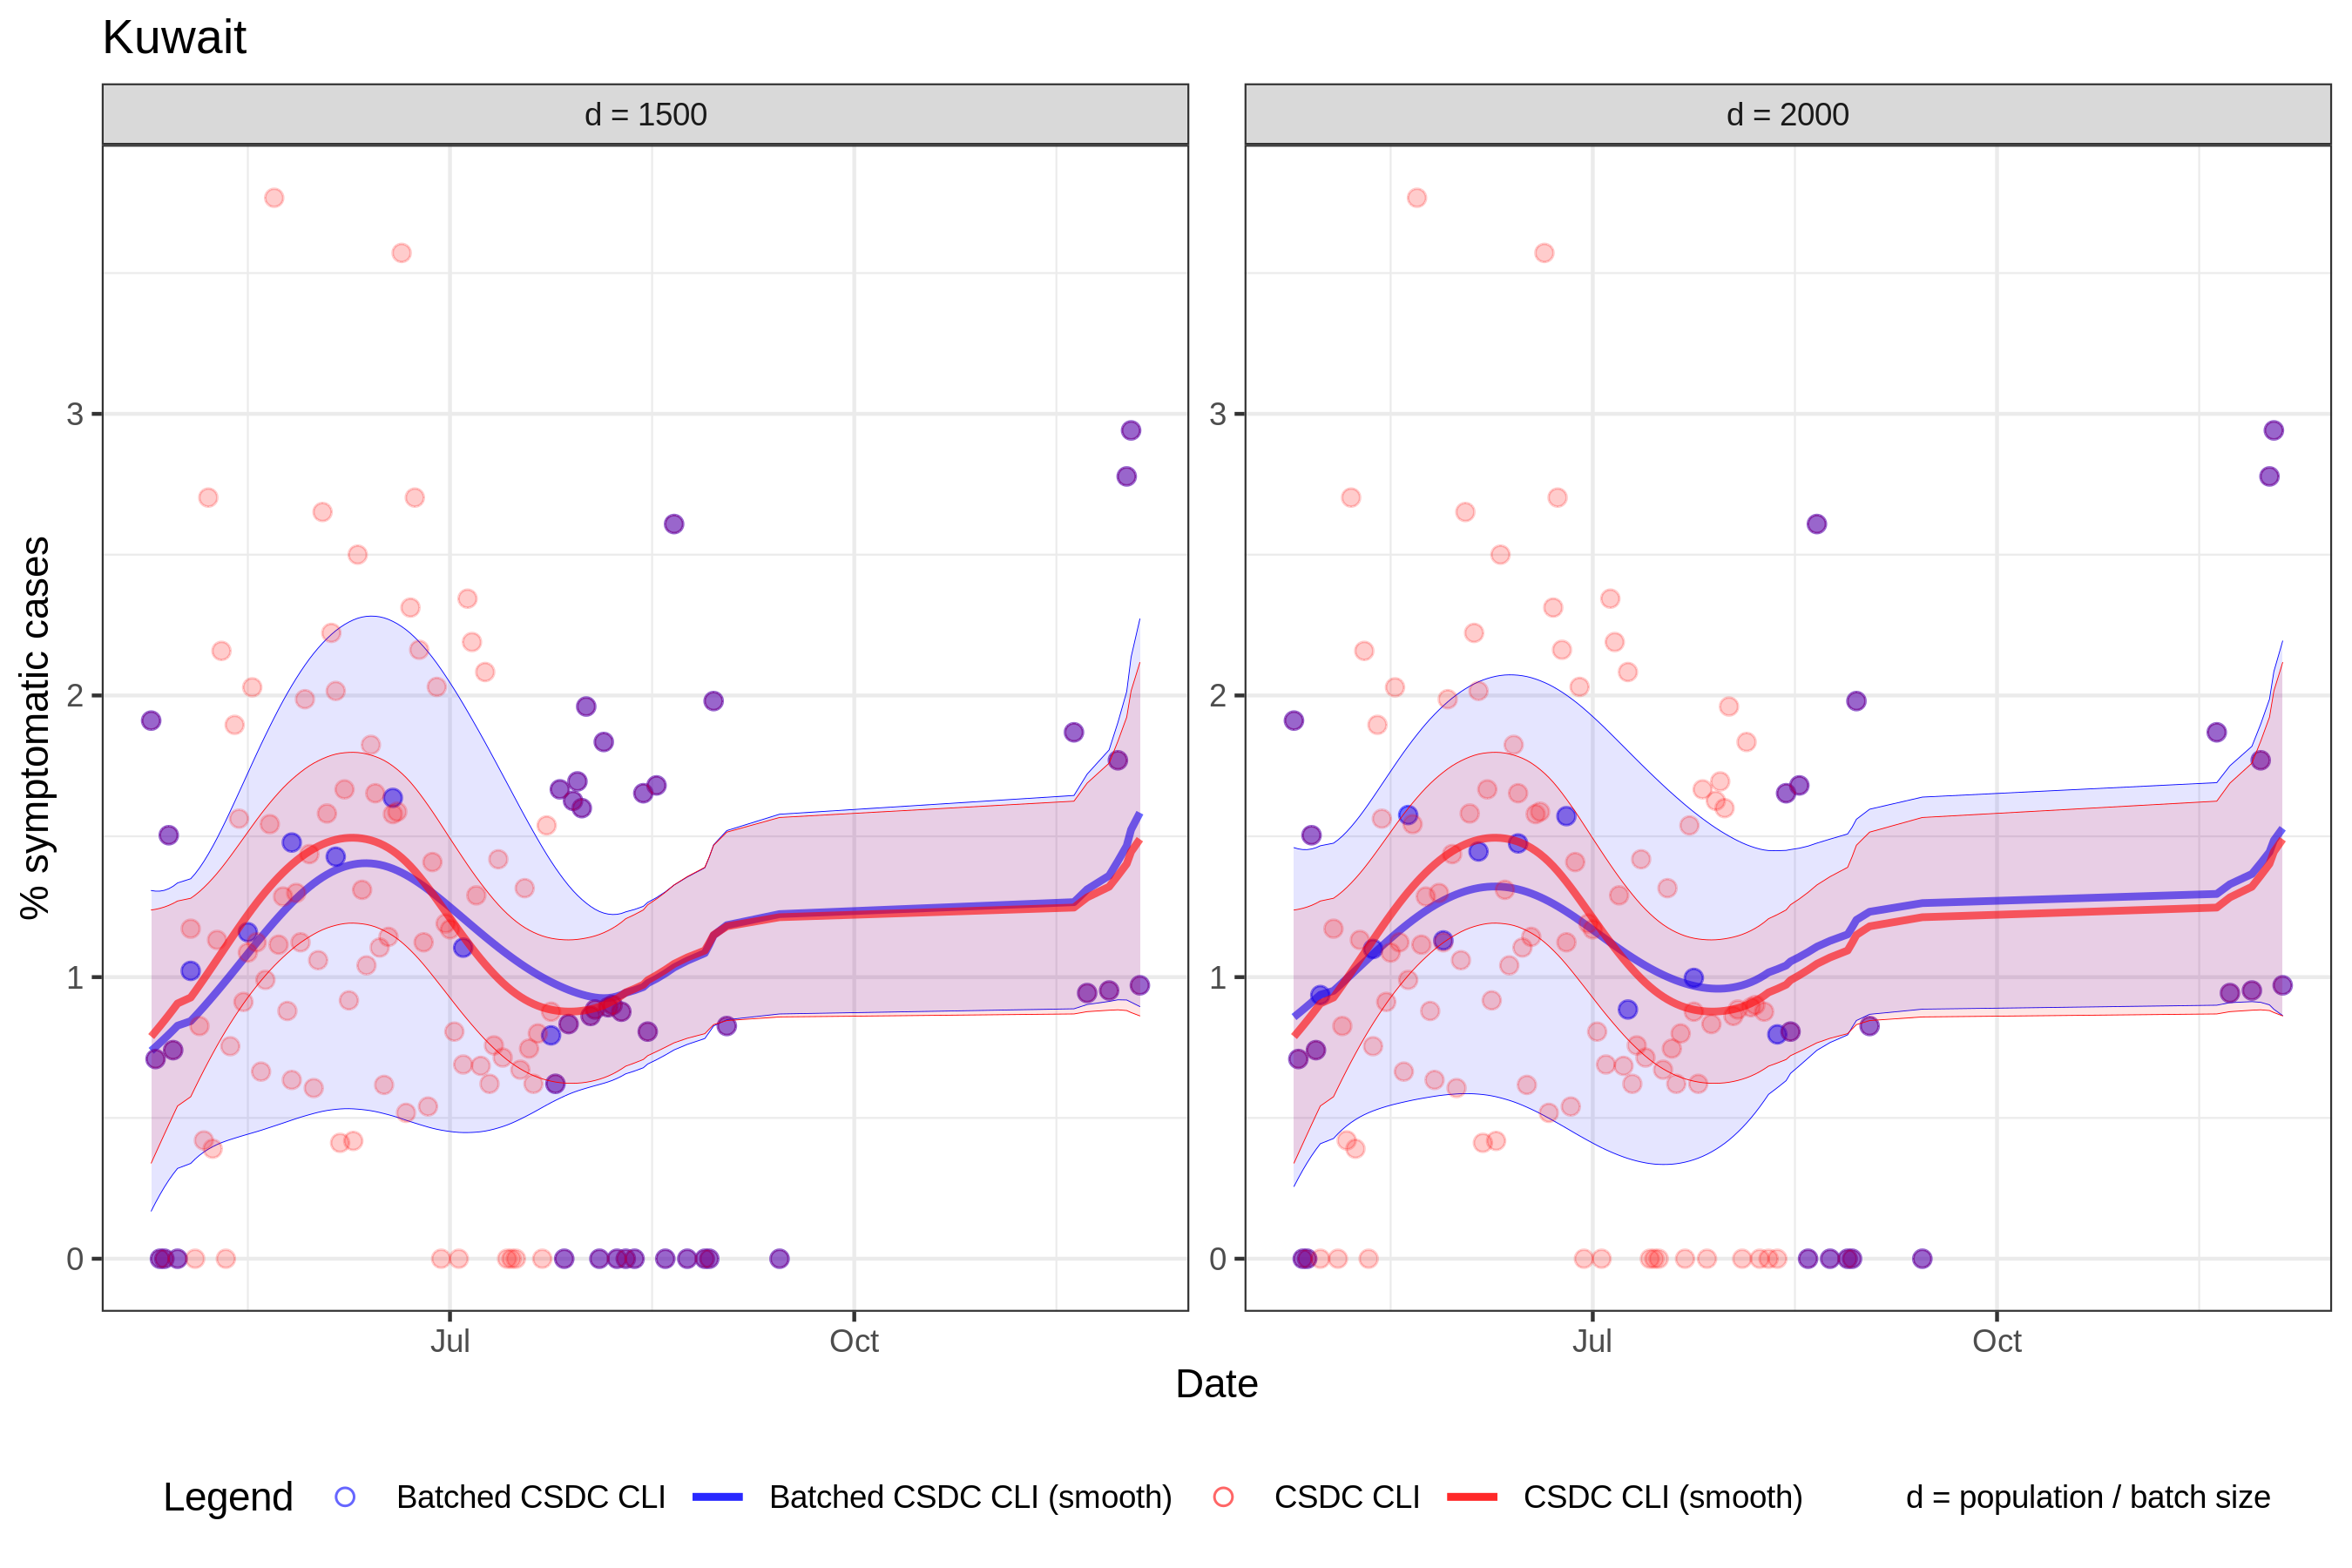 Kuwait
d = 1500
d = 2000
% symptomatic cases
3
2
1
0
3
2
1
0
Jul
Oct
Jul
Oct
Date
Legend
Batched CSDC CLI
Batched CSDC CLI (smooth)
CSDC CLI
CSDC CLI (smooth)
d = population / batch size